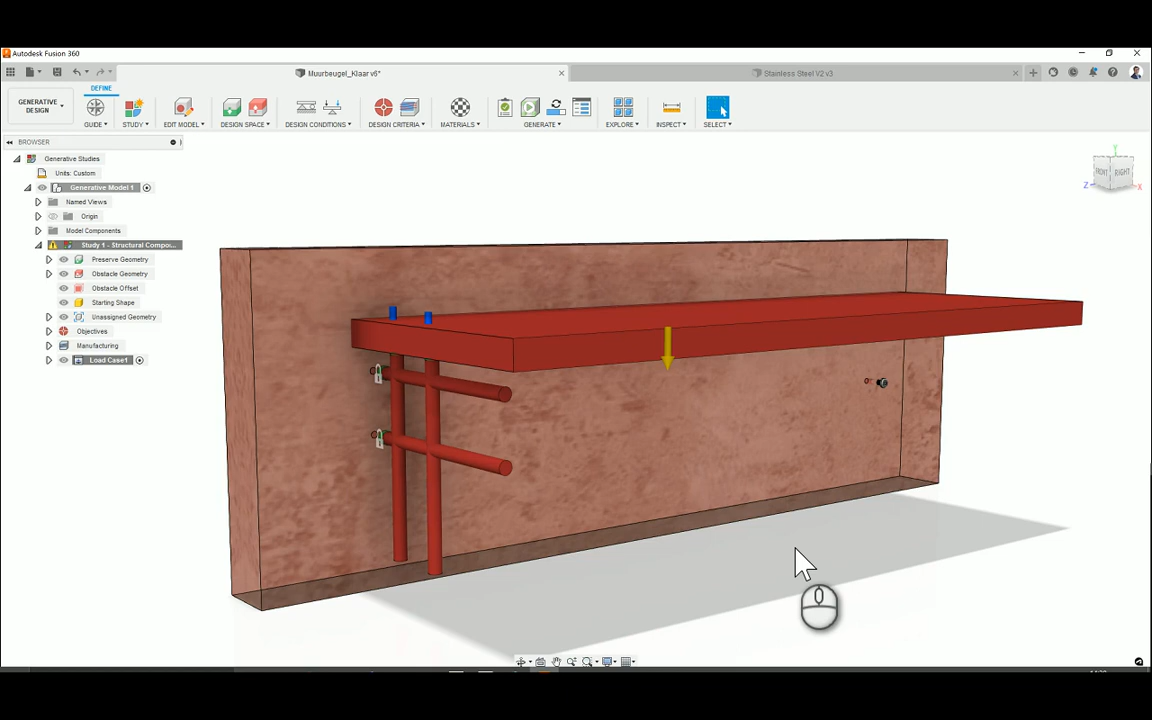 Autodesk Fusion 360
Muurbeugel_Klaar v6*
Stainless Steel V2 v3
GENERATIVE
DESIGN
DEFINE
GUIDE
STUDY
EDIT MODEL
DESIGN SPACE
DESIGN CONDITIONS
DESIGN CRITERIA
MATERIALS
GENERATE
EXPLORE
INSPECT
SELECT
BROWSER
Generative Studies
Units: Custom
Generative Model 1
Named Views
Origin
Model Components
Study 1 - Structural Compo...
Preserve Geometry
Obstacle Geometry
Obstacle Offset
Starting Shape
Unassigned Geometry
Objectives
Manufacturing
Load Case1
Y
FRONT
RIGHT
Z
X